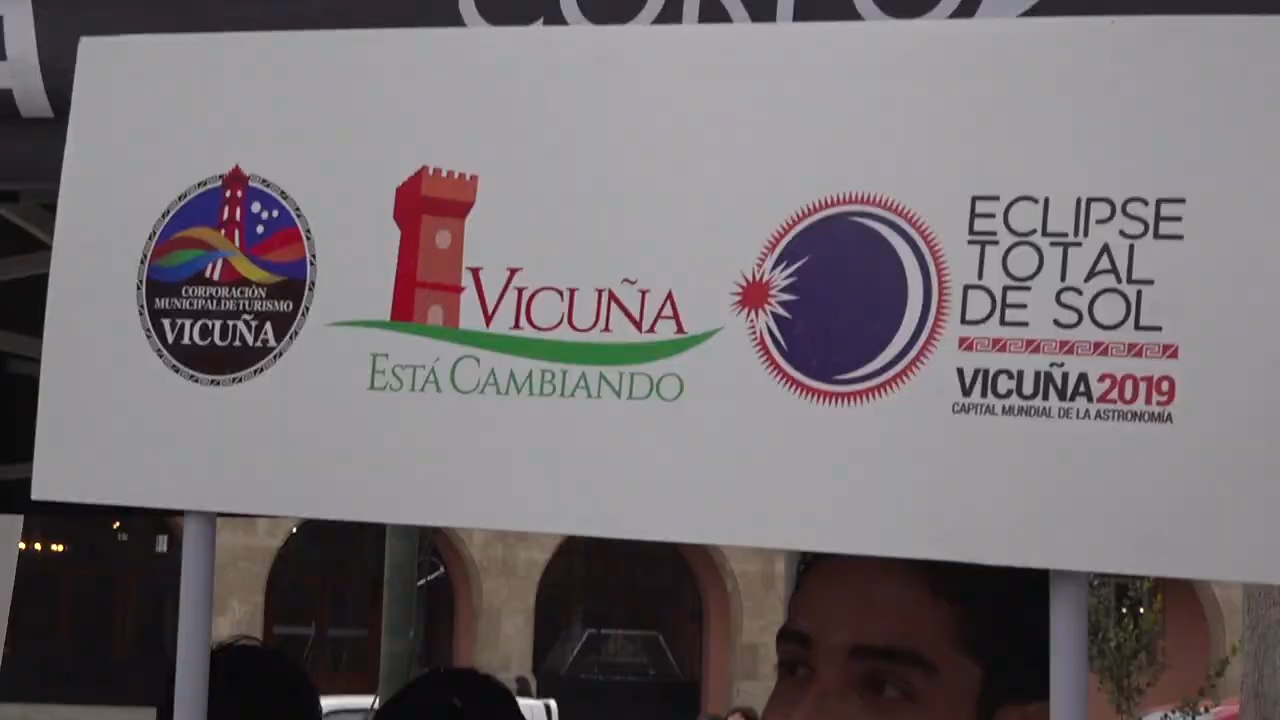 CORPORACIÓN
MUNICIPAL DE TURISMO
VICUÑA
VICUÑA
ESTÁ CAMBIANDO
ECLIPSE
TOTAL
DE SOL
VICUÑA2019
CAPITAL MUNDIAL DE LA ASTRONOMÍA